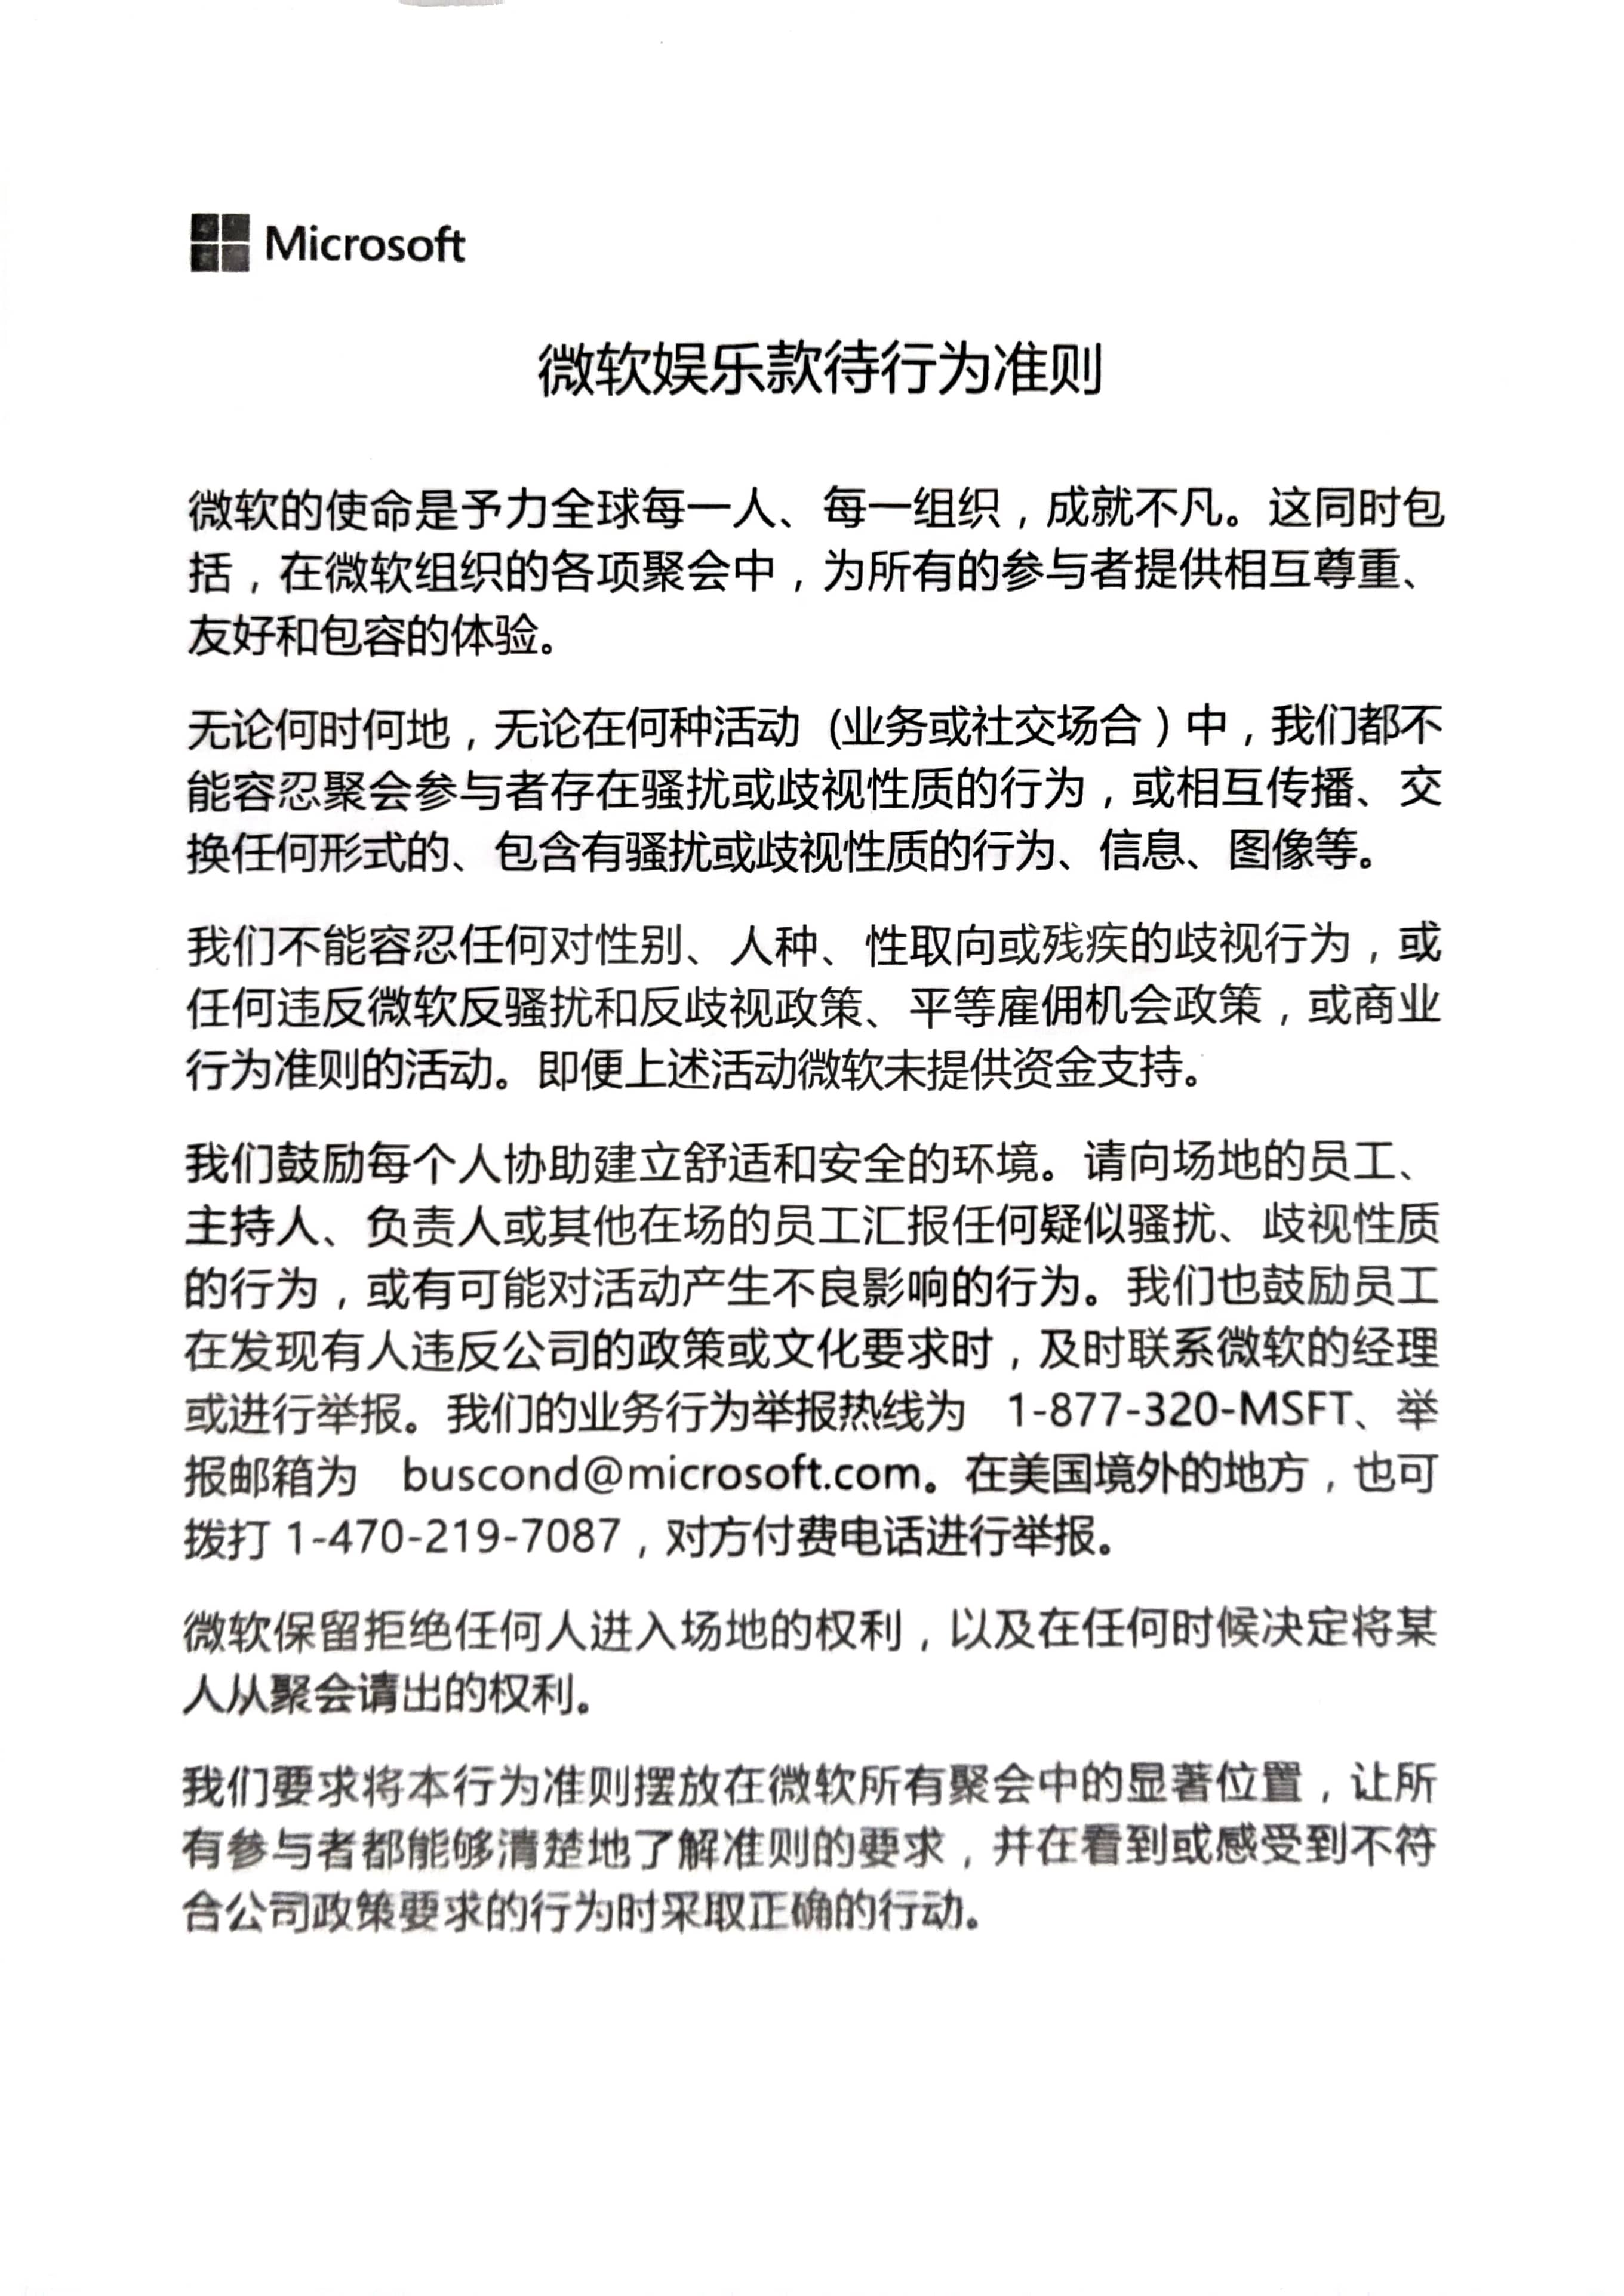 Microsoft
微软娱乐款待行为准则
微软的使命是予力全球每一人、每一组织，成就不凡。这同时包
括，在微软组织的各项聚会中，为所有的参与者提供相互尊重、
友好和包容的体验。
无论何时何地，无论在何种活动（业务或社交场合）中，我们都不
能容忍聚会参与者存在骚扰或歧视性质的行为，或相互传播、交
换任何形式的、包含有骚扰或歧视性质的行为、信息、图像等。
我们不能容忍任何对性别、人种、性取向或残疾的歧视行为，或
任何违反微软反骚扰和反歧视政策、平等雇佣机会政策，或商业
行为准则的活动。即便上述活动微软未提供资金支持。
我们鼓励每个人协助建立舒适和安全的环境。请向场地的员工、
主持人、负责人或其他在场的员工汇报任何疑似骚扰、歧视性质
的行为，或有可能对活动产生不良影响的行为。我们也鼓励员工
在发现有人违反公司的政策或文化要求时，及时联系微软的经理
或进行举报。我们的业务行为举报热线为 1-877-320-MSFT、举
报邮箱为 buscond@microsoft.com。在美国境外的地方，也可
拨打 1-470-219-7087，对方付费电话进行举报。
微软保留拒绝任何人进入场地的权利，以及在任何时候决定将某
人从聚会请出的权利。
我们要求将本行为准则摆放在微软所有聚会中的显著位置，让所
有参与者都能够清楚地了解准则的要求，并在看到或感受到不符
合公司政策要求的行为时采取正确的行动。